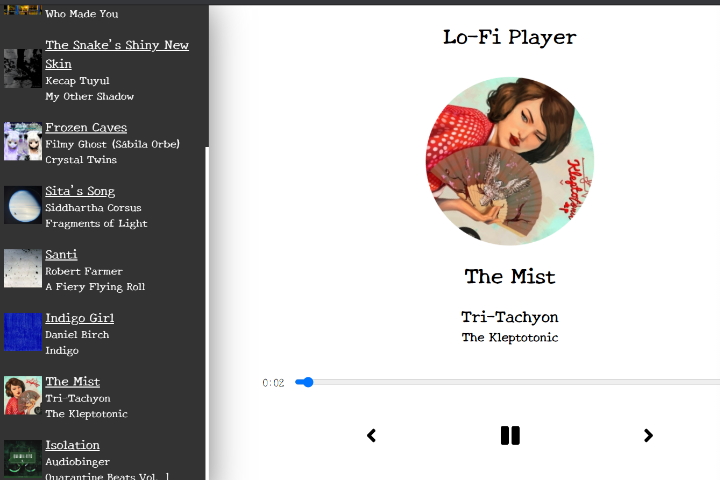 Who Made You
The Snake's Shiny New
Skin
Kecap Tuyul
My Other Shadow
Frozen Caves
Filmy Ghost (Sábila Orbe)
Crystal Twins
Sita's Song
Siddhartha Corsus
Fragments of Light
Santi
Robert Farmer
A Fiery Flying Roll
Indigo Girl
Daniel Birch
Indigo
The Mist
Tri-Tachyon
The Kleptotonic
Isolation
Audiobinger
Quarantine Beats Vol. 1
Lo-Fi Player
The Mist
Tri-Tachyon
The Kleptotonic
0:02